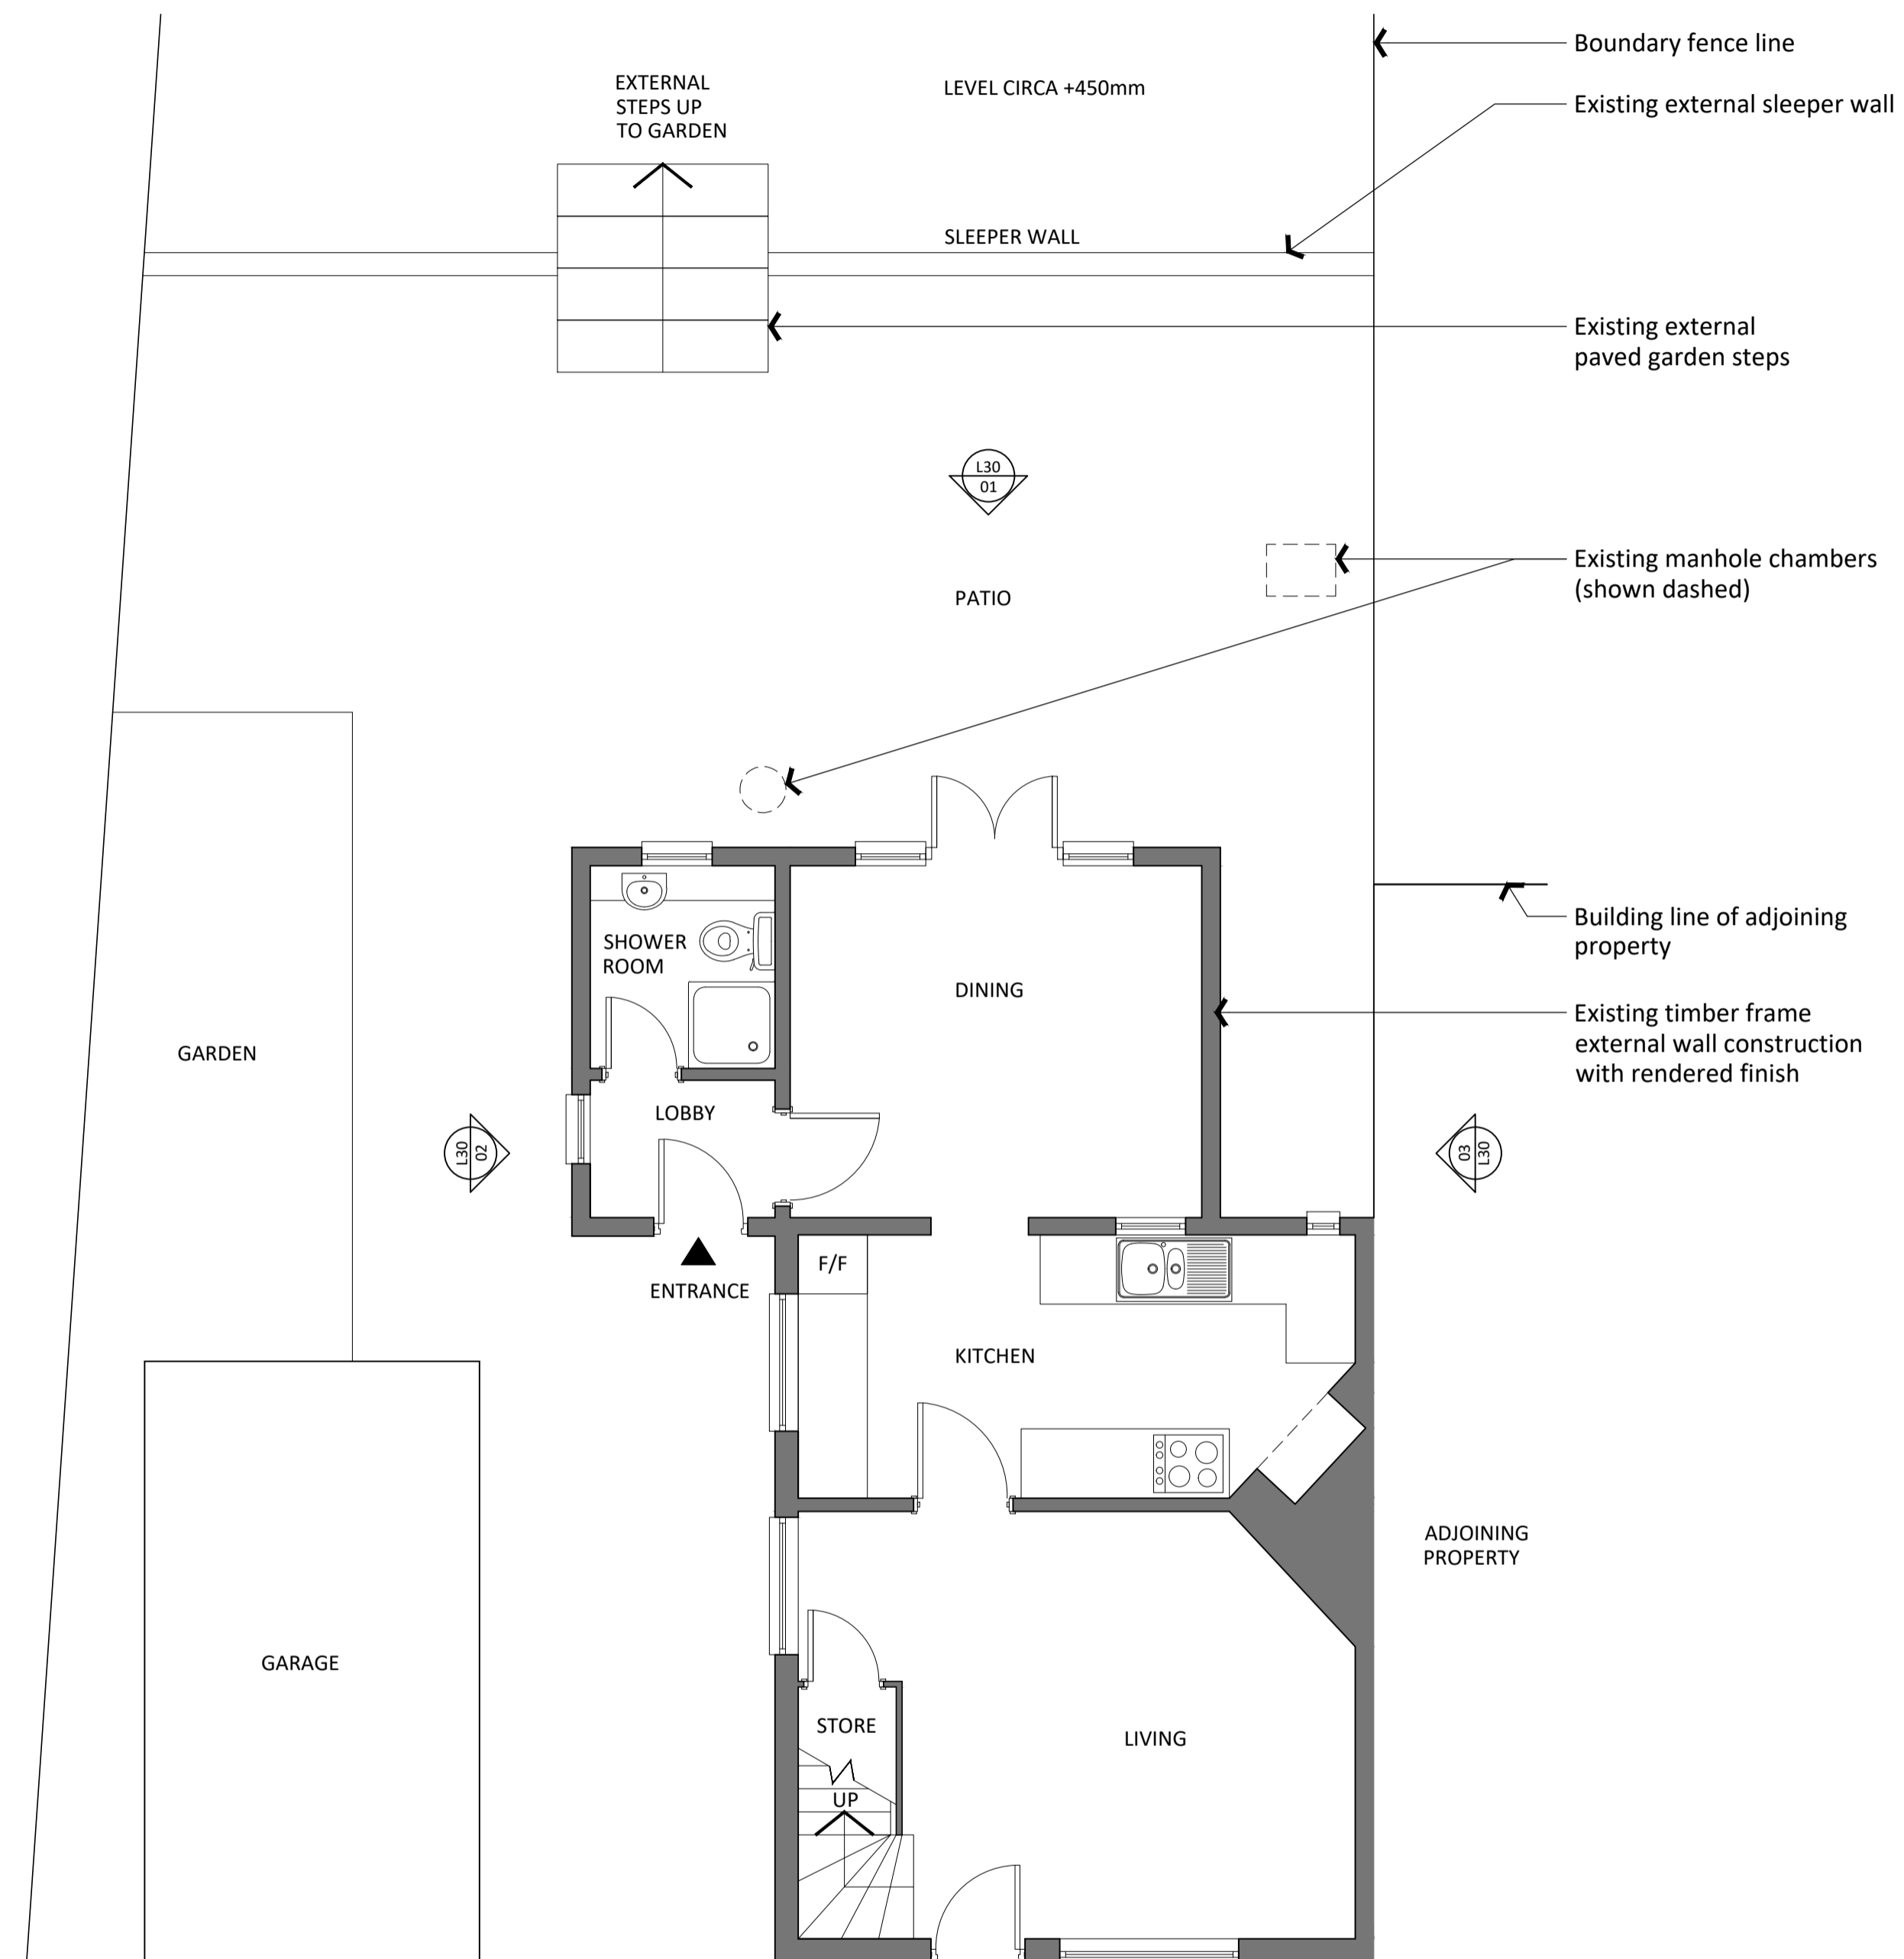 Boundary fence line
EXTERNAL
STEPS UP
TO GARDEN
LEVEL CIRCA +450mm
Existing external sleeper wall
SLEEPER WALL
Existing external
paved garden steps
L30
01
Existing manhole chambers
(shown dashed)
PATIO
Building line of adjoining
property
SHOWER
ROOM
DINING
Existing timber frame
external wall construction
with rendered finish
GARDEN
LOBBY
L30
02
03
L30
F/F
ENTRANCE
KITCHEN
ADJOINING
PROPERTY
GARAGE
STORE
LIVING
UP